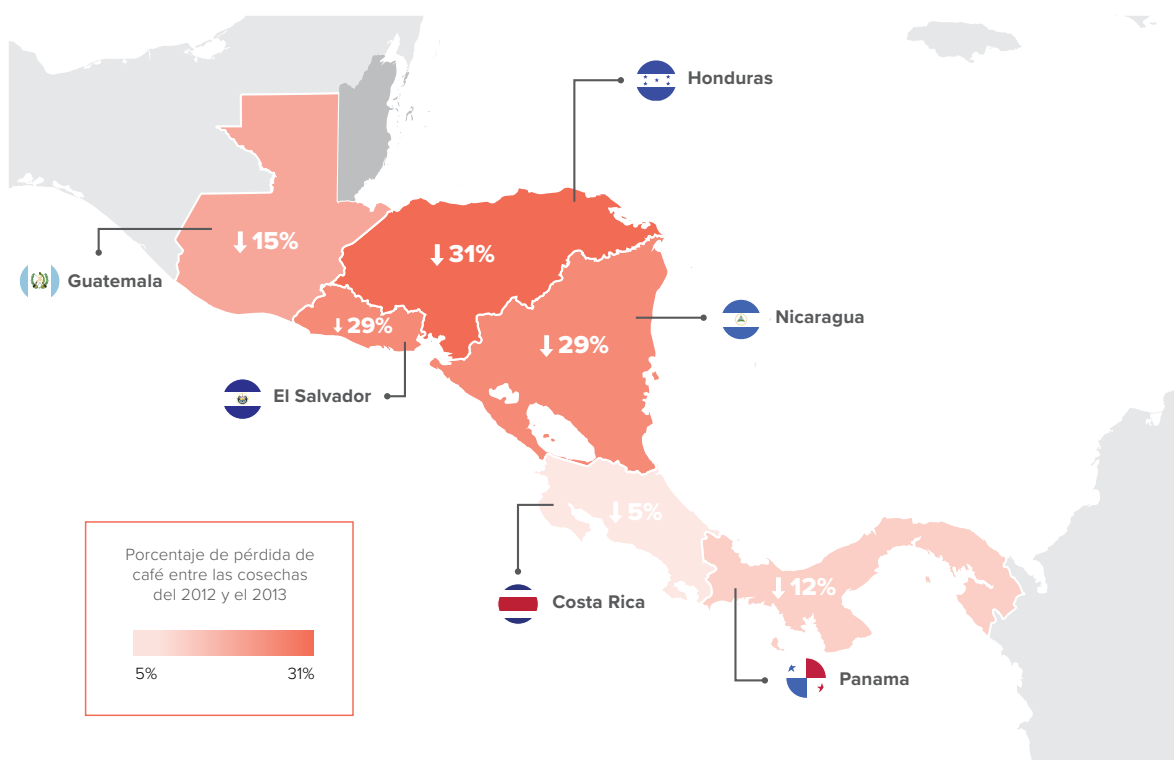 Honduras
↓ 15%
↓ 31%
Guatemala
↓ 29%
Nicaragua
↓ 29%
El Salvador
↓ 5%
Porcentaje de pérdida de
café entre las cosechas
del 2012 y el 2013
5% 31%
Costa Rica
↓ 12%
Panama